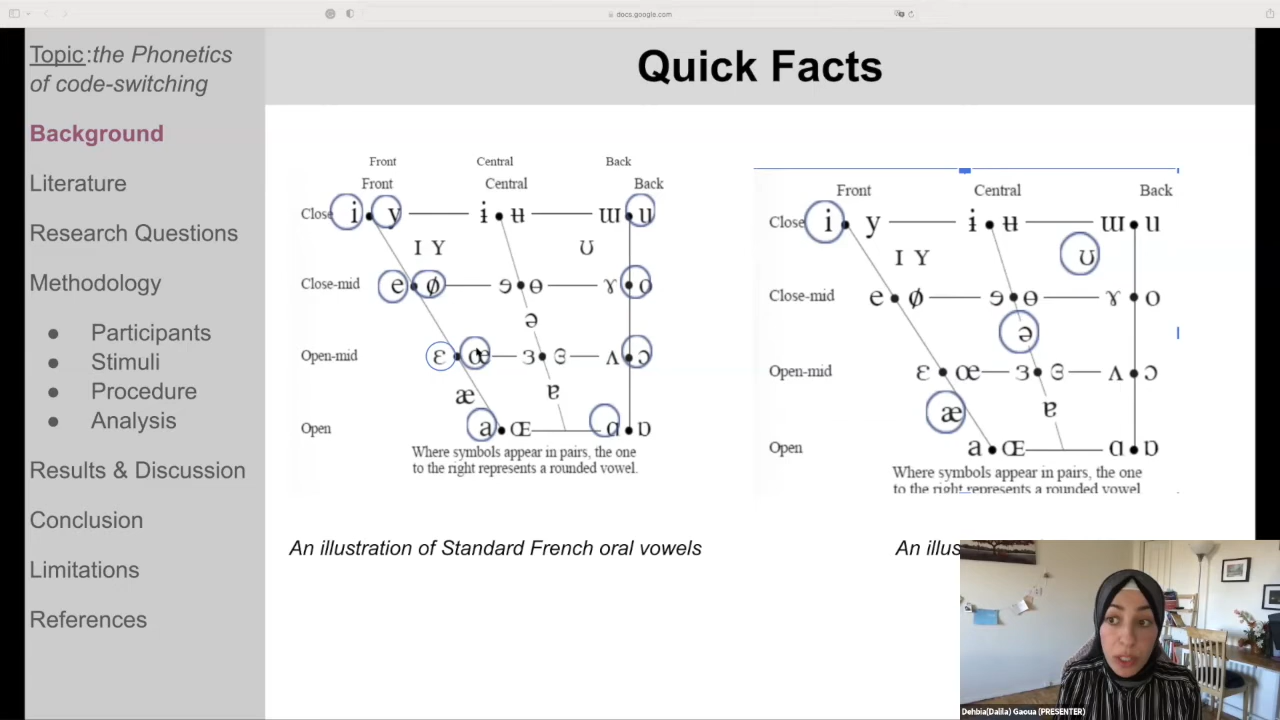 docs.google.com
Topic:the Phonetics
of code-switching
Background
Literature
Research Questions
Methodology
● Participants
● Stimuli
● Procedure
● Analysis
Results & Discussion
Conclusion
Limitations
References
Quick Facts
Front Central Back
Front Central Back
Close i y ɨ ʉ ɯ u
I Y ʊ
Close-mid e ø ɘ ɵ ɤ o
ə
Open-mid ɛ œ ɜ ɞ ʌ ɔ
æ ɐ
Open a Œ ɑ ɒ
Where symbols appear in pairs, the one
to the right represents a rounded vowel.
An illustration of Standard French oral vowels
Front Central Back
Close i y ɨ ʉ ɯ u
I Y ʊ
Close-mid e ø ɘ ɵ ɤ o
ə
Open-mid ɛ œ ɜ ɞ ʌ ɔ
æ ɐ
Open a Œ ɑ ɒ
Where symbols appear in pairs, the one
to the right represents a rounded vowel
An illus
Dehbia(Dalila) Gaoua (PRESENTER)